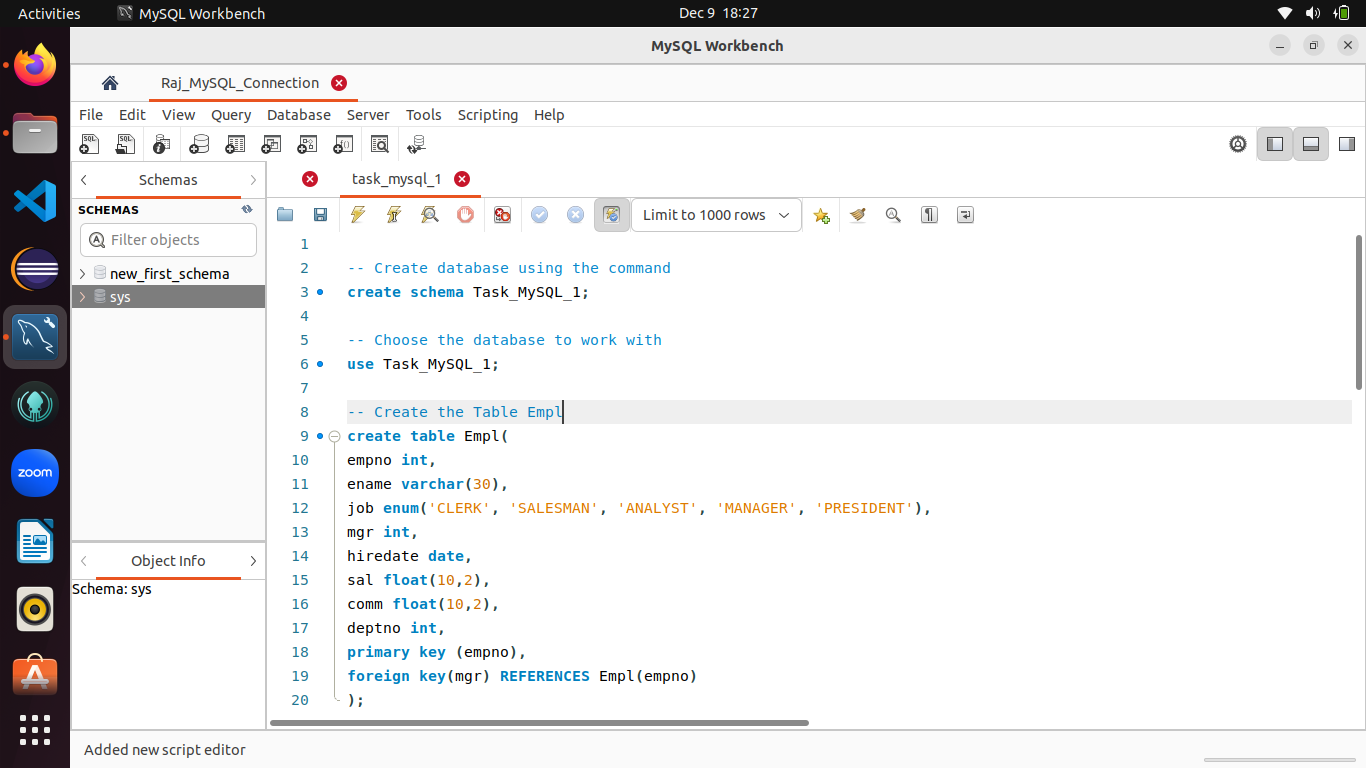 Activities MySQL Workbench Dec 9 18:27
MySQL Workbench
Raj_MySQL_Connection
File Edit View Query Database Server Tools Scripting Help
Schemas
task_mysql_1
SCHEMAS
Limit to 1000 rows
Filter objects
new_first_schema
sys
1
2 -- Create database using the command
3 create schema Task_MySQL_1;
4
5 -- Choose the database to work with
6 use Task_MySQL_1;
7
8 -- Create the Table Empl
9 create table Empl(
10 empno int,
11 ename varchar(30),
12 job enum('CLERK', 'SALESMAN', 'ANALYST', 'MANAGER', 'PRESIDENT'),
13 mgr int,
14 hiredate date,
15 sal float(10,2),
16 comm float(10,2),
17 deptno int,
18 primary key (empno),
19 foreign key(mgr) REFERENCES Empl(empno)
20 );
Object Info
Schema: sys
zoom
Added new script editor